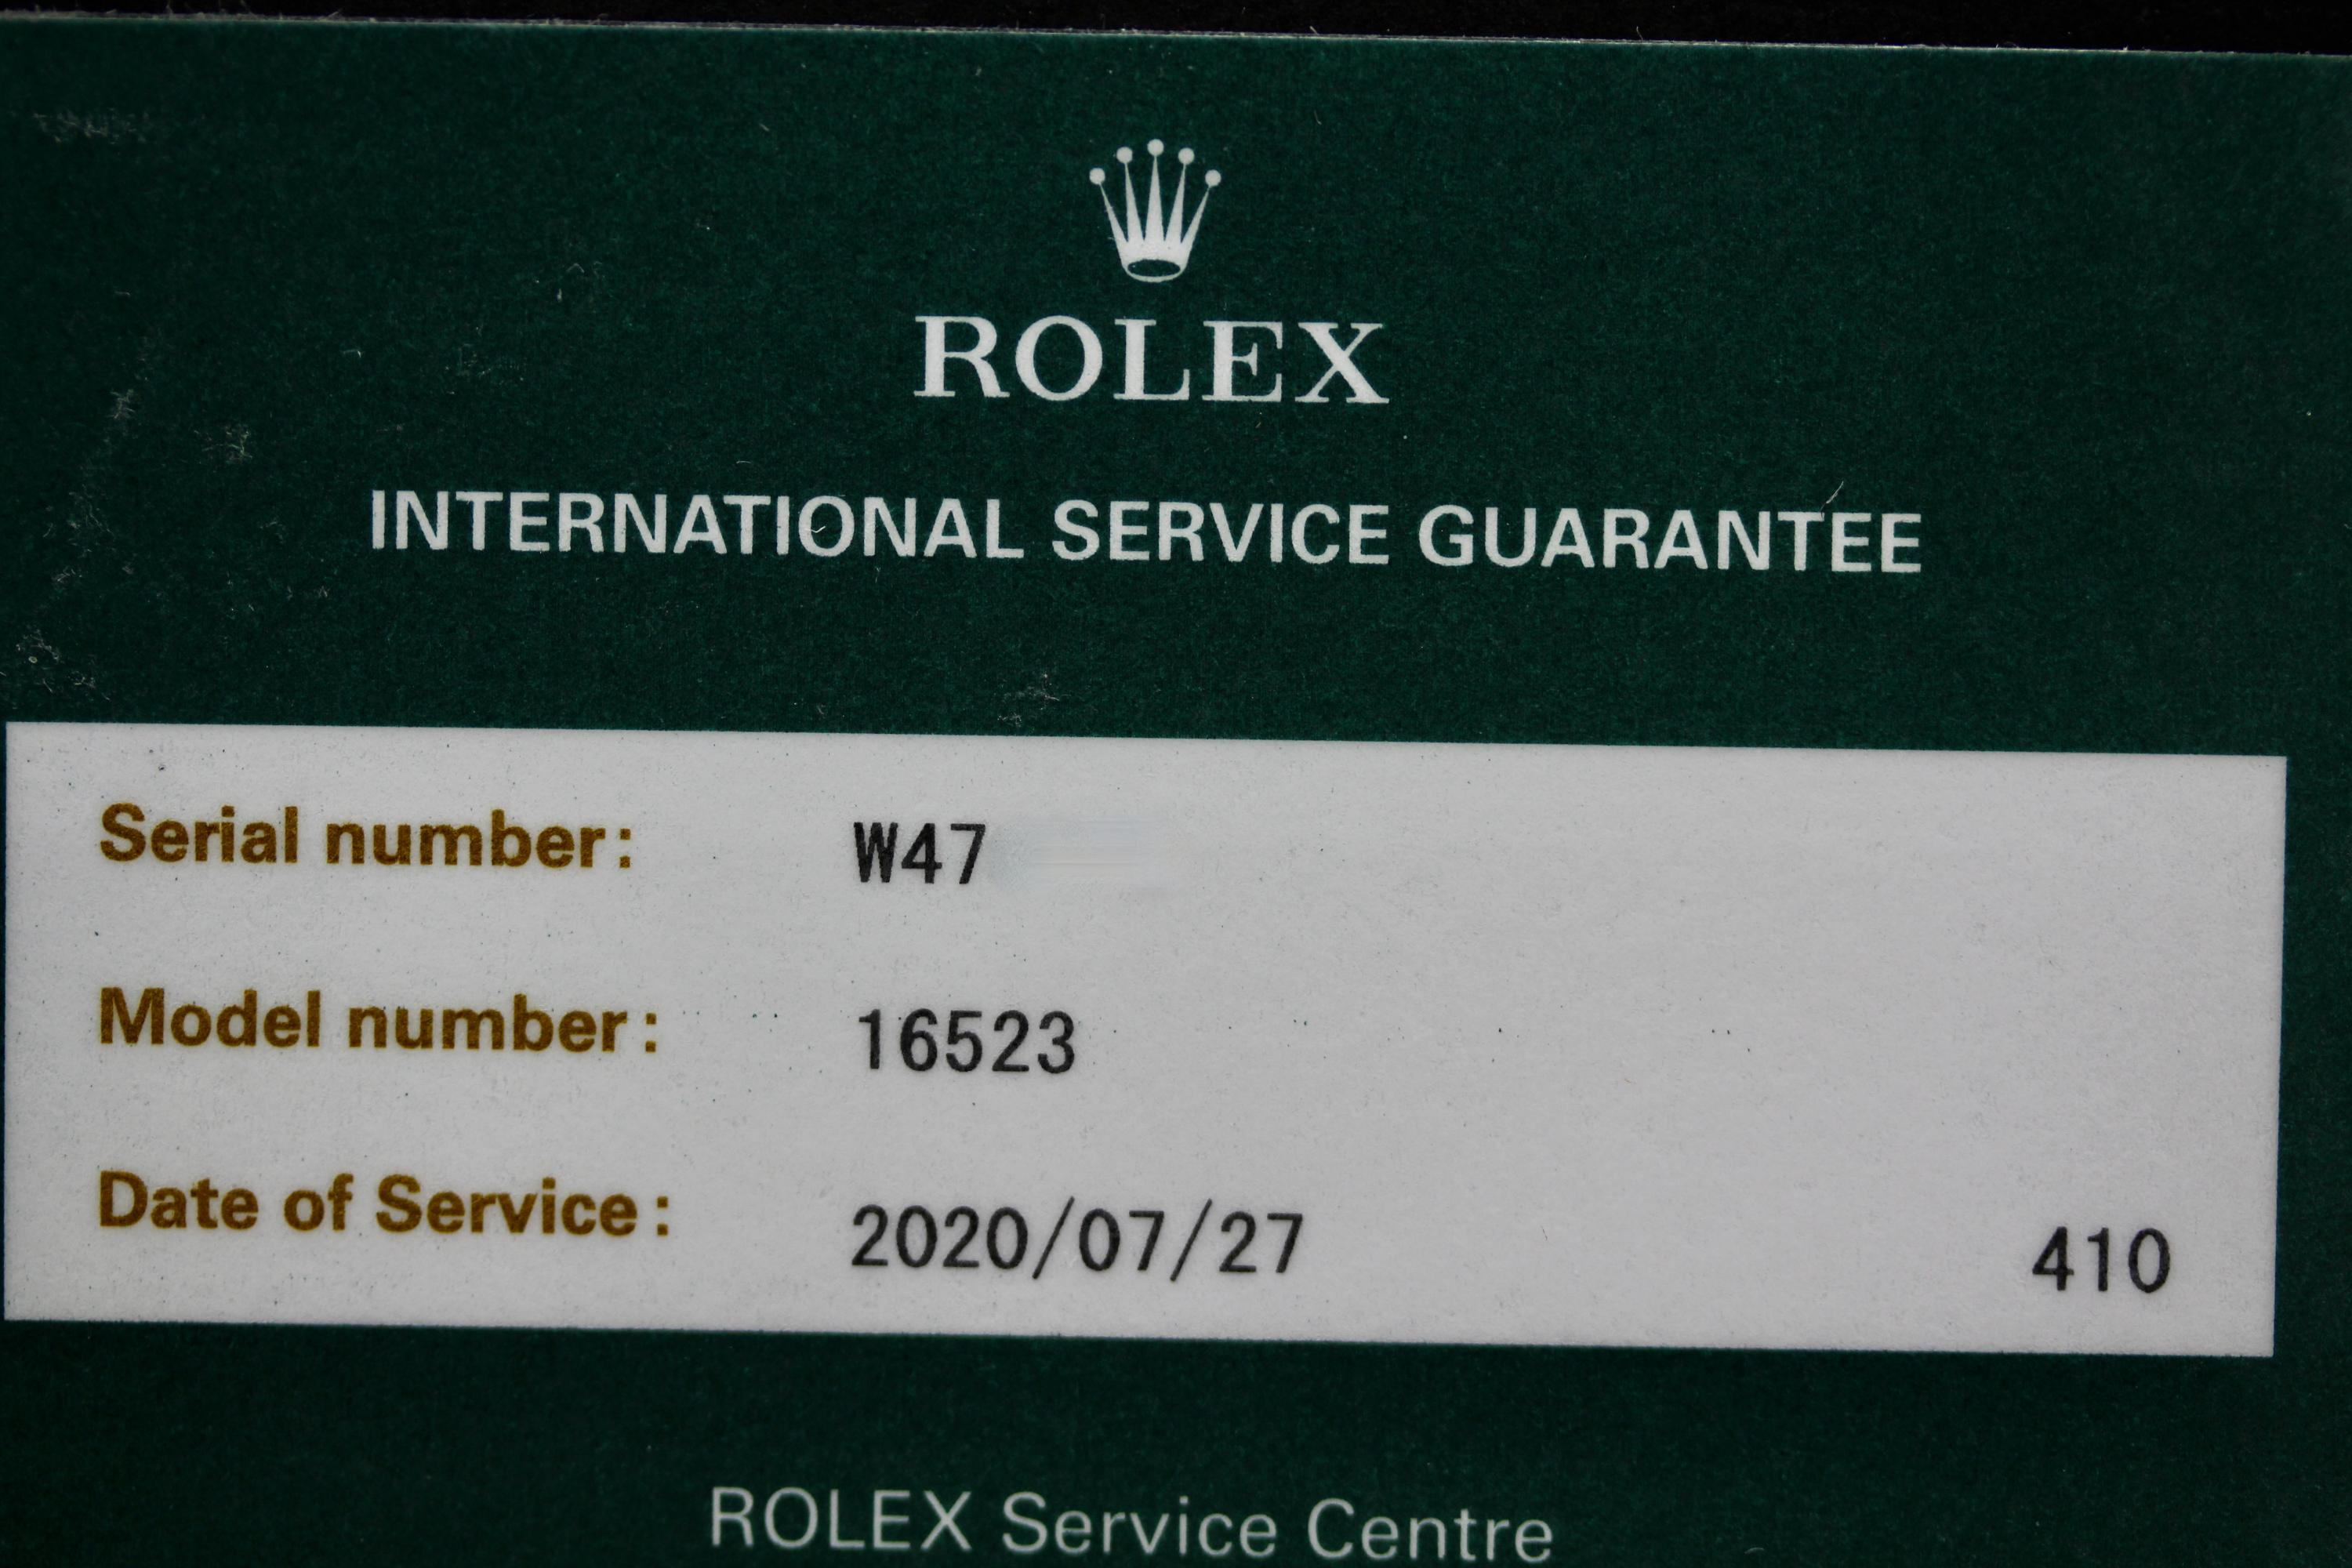 ROLEX
INTERNATIONAL SERVICE GUARANTEE
Serial number: W47
Model number: 16523
Date of Service: 2020/07/27 410
ROLEX Service Centre